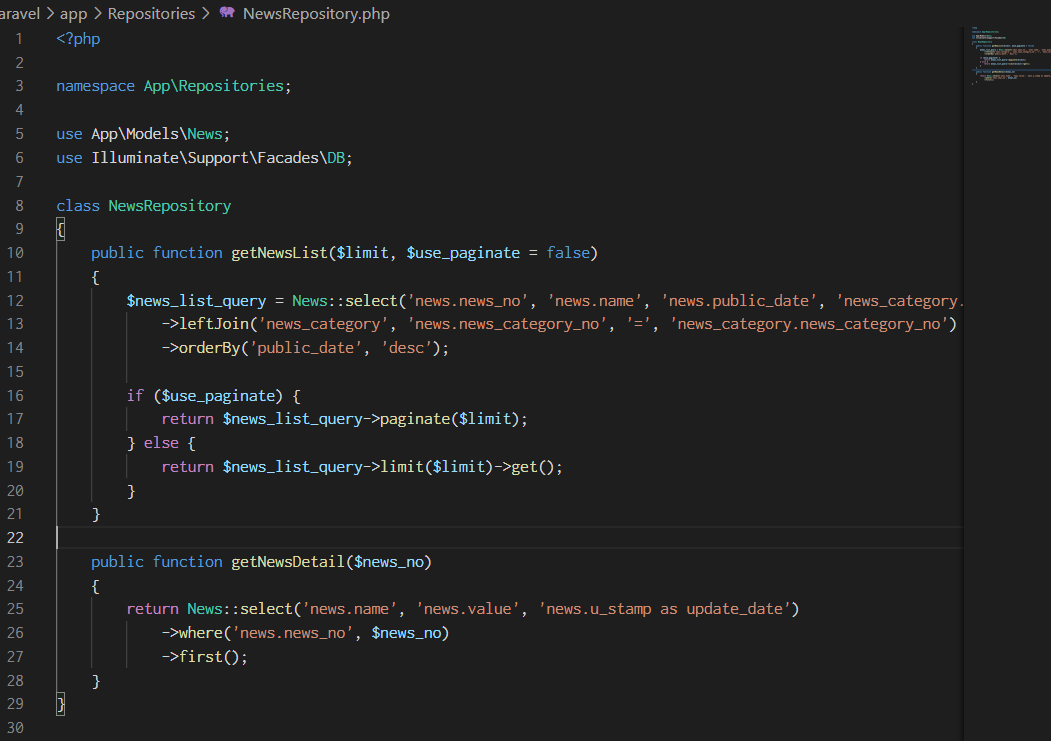 aravel > app > Repositories > NewsRepository.php
1 <?php
2
3 namespace App\Repositories;
4
5 use App\Models\News;
6 use Illuminate\Support\Facades\DB;
7
8 class NewsRepository
9 {
10     public function getNewsList($limit, $use_paginate = false)
11     {
12         $news_list_query = News::select('news.news_no', 'news.name', 'news.public_date', 'news_category.
13             ->leftJoin('news_category', 'news.news_category_no', '=', 'news_category.news_category_no')
14             ->orderBy('public_date', 'desc');
15
16         if ($use_paginate) {
17             return $news_list_query->paginate($limit);
18         } else {
19             return $news_list_query->limit($limit)->get();
20         }
21     }
22
23     public function getNewsDetail($news_no)
24     {
25         return News::select('news.name', 'news.value', 'news.u_stamp as update_date')
26             ->where('news.news_no', $news_no)
27             ->first();
28     }
29 }
30